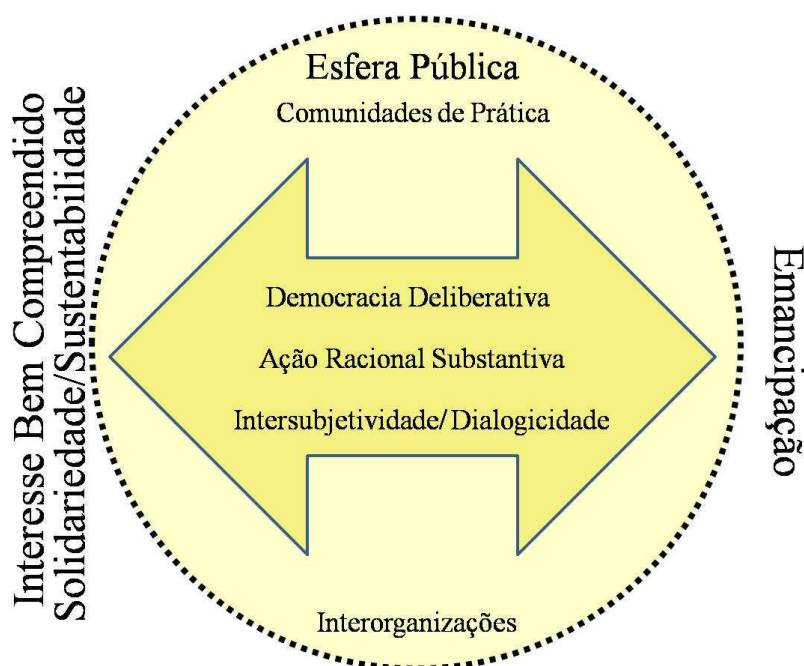 Esfera Pública
Comunidades de Prática
Interesse Bem Compreendido
Solidariedade/Sustentabilidade
Democracia Deliberativa
Ação Racional Substantiva
Intersubjetividade/ Dialogicidade
Emancipação
Interorganizações